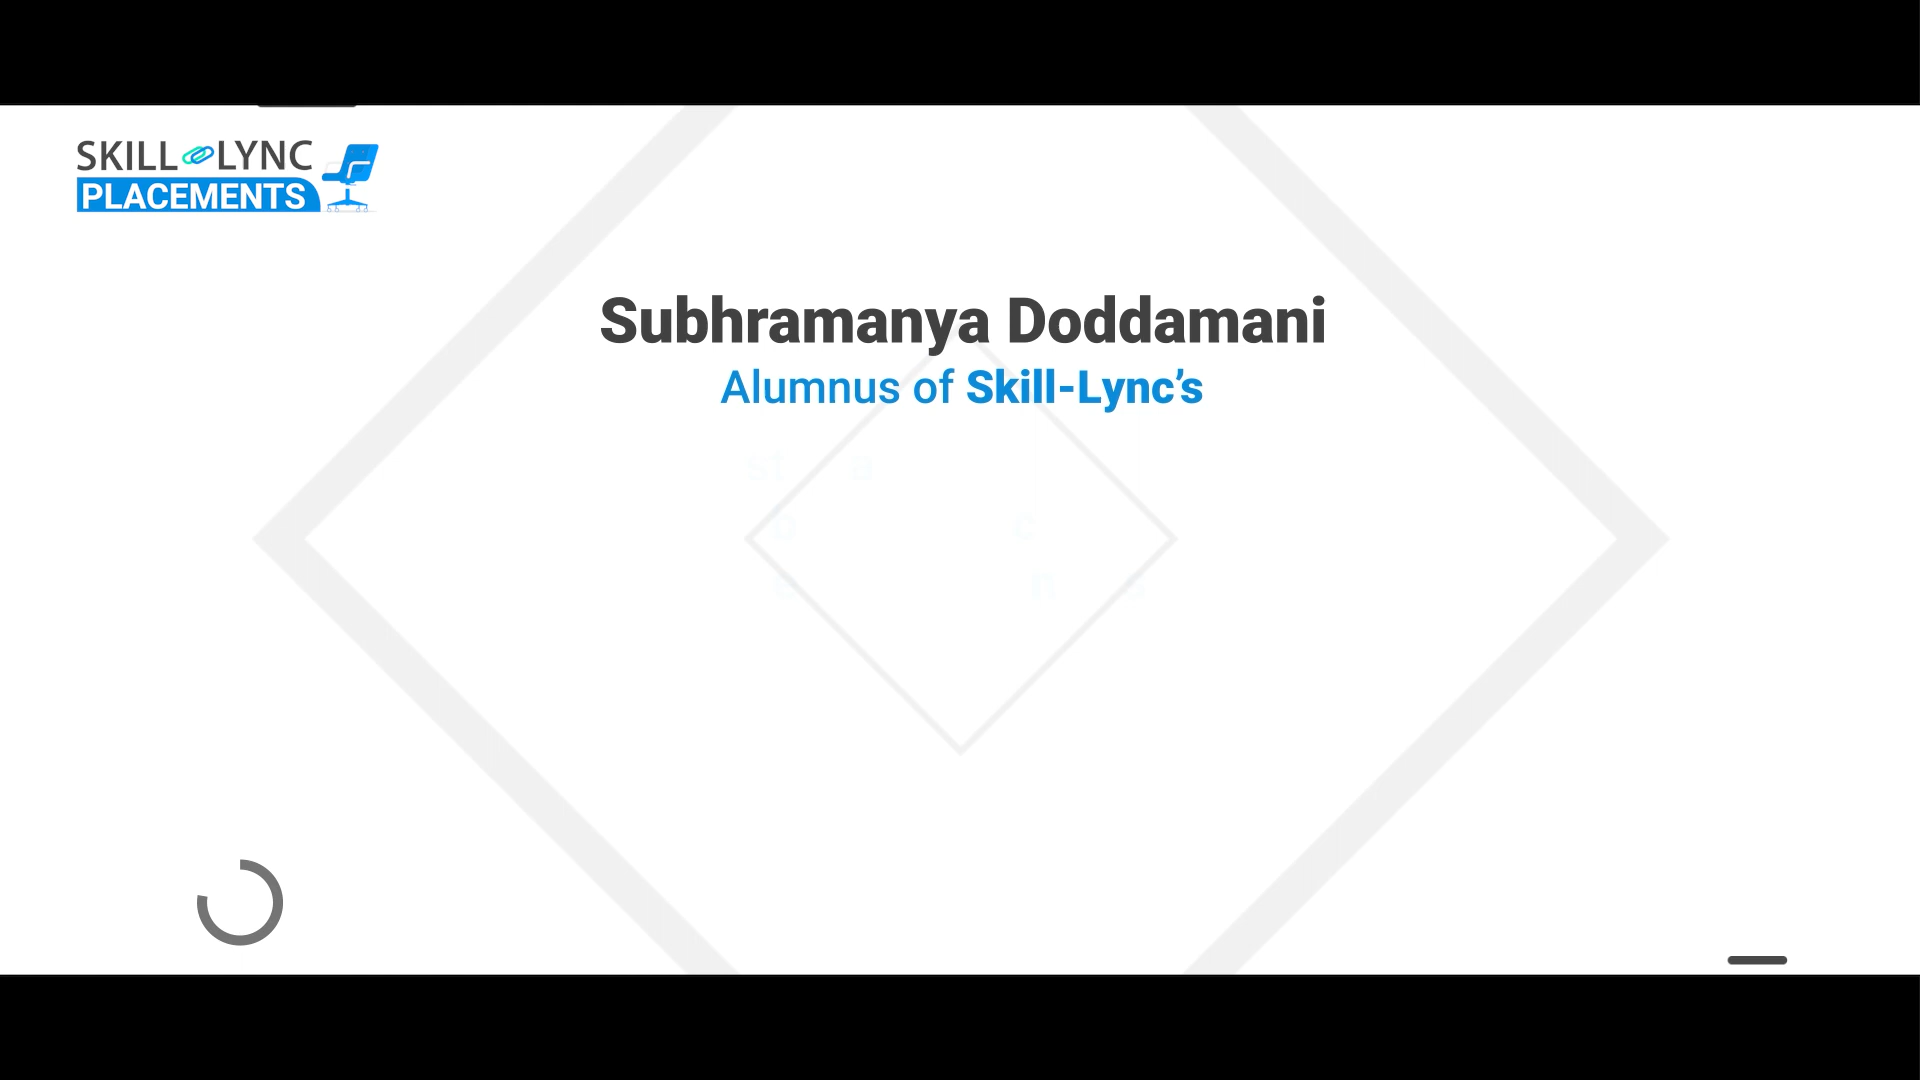 SKILL LYNC
PLACEMENTS
Subhramanya Doddamani
Alumnus of Skill-Lync’s